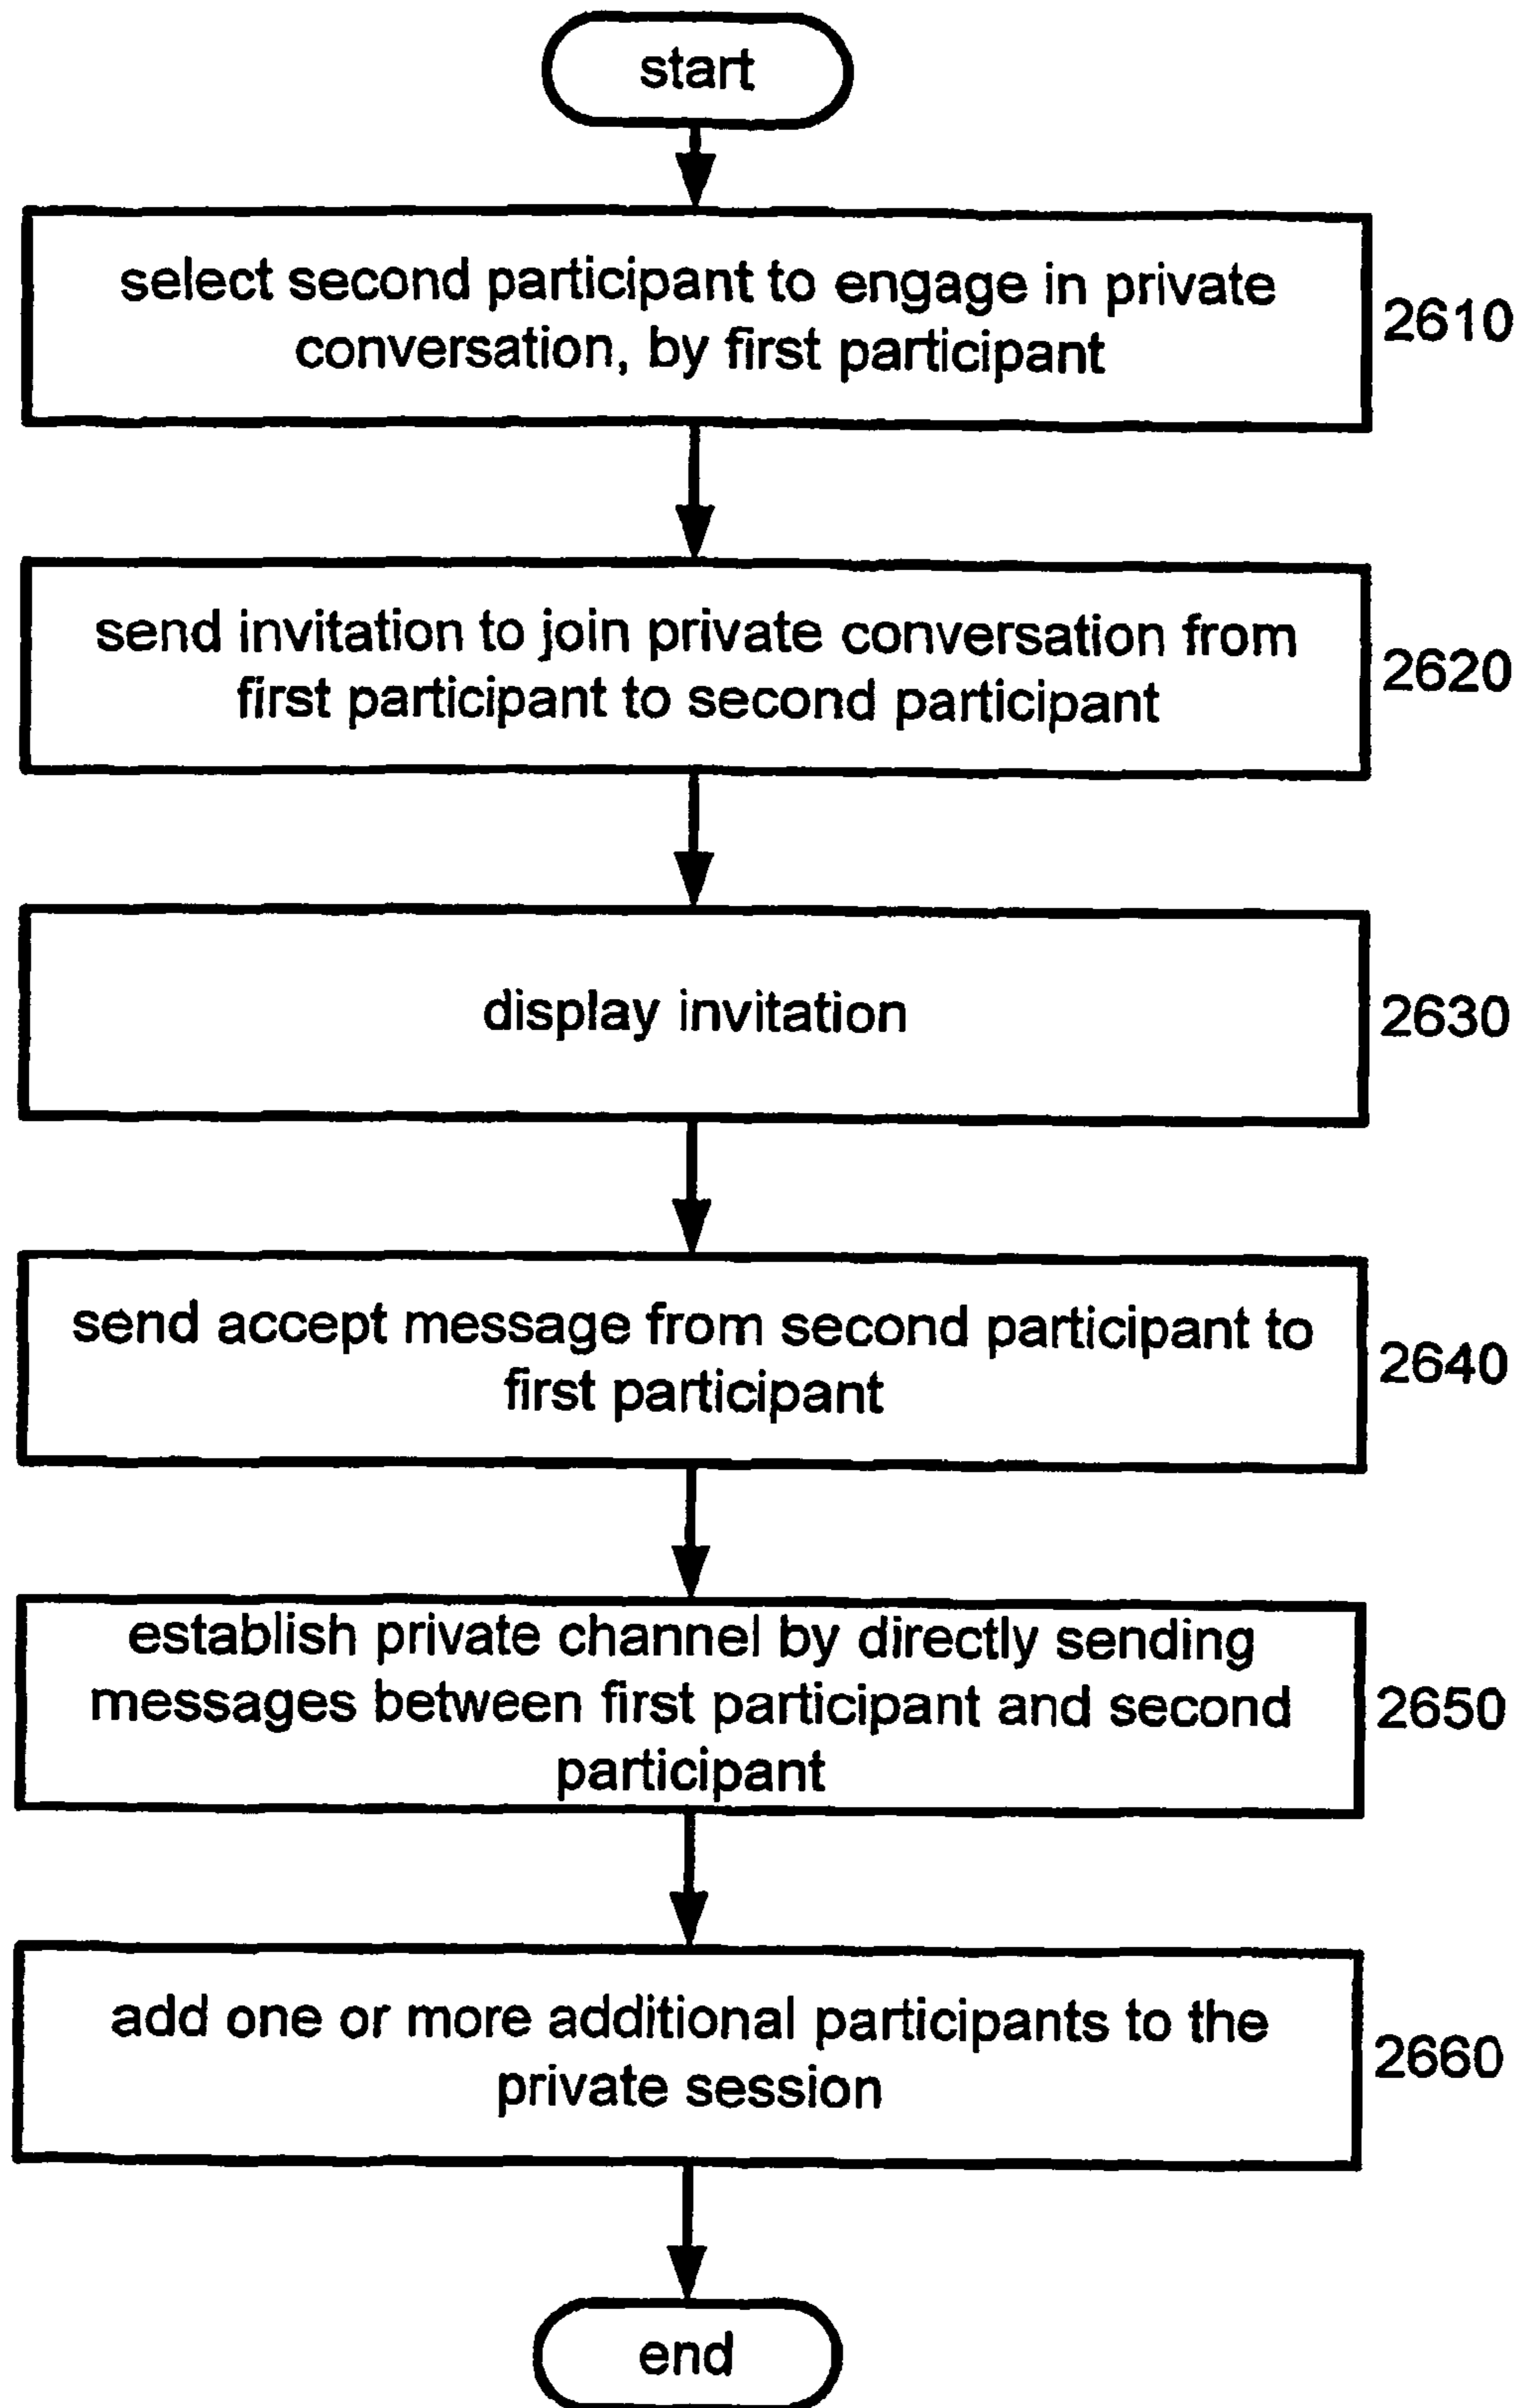 start
select second participant to engage in private
conversation, by first participant
2610
send invitation to join private conversation from
first participant to second participant
2620
display invitation
2630
send accept message from second participant to
first participant
2640
establish private channel by directly sending
messages between first participant and second
participant
2650
add one or more additional participants to the
private session
2660
end